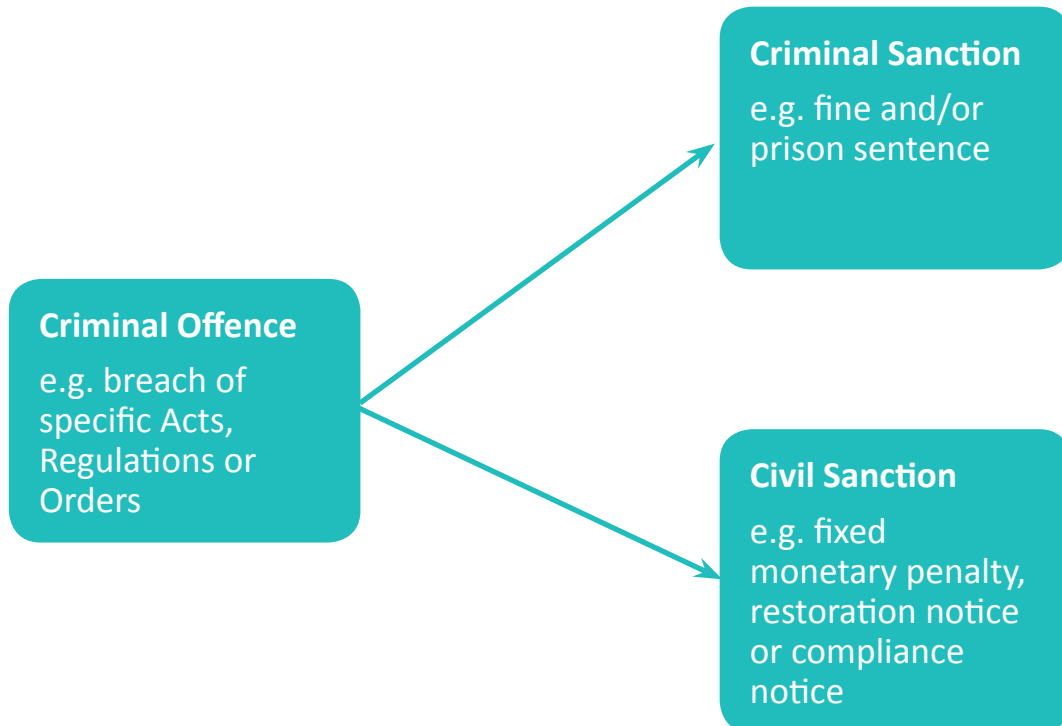 Criminal Sanction
e.g. fine and/or
prison sentence
Criminal Offence
e.g. breach of
specific Acts,
Regulations or
Orders
Civil Sanction
e.g. fixed
monetary penalty,
restoration notice
or compliance
notice